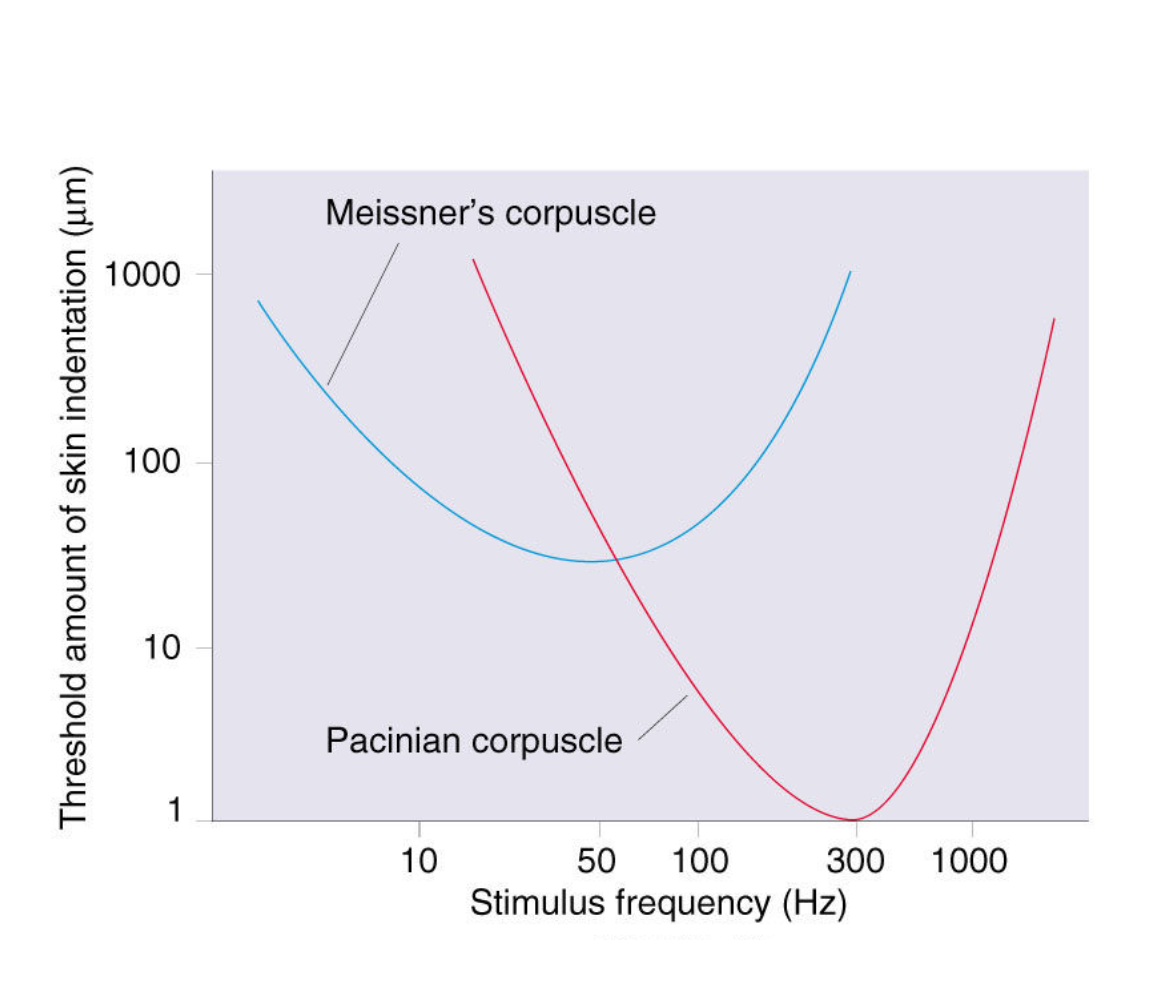 Threshold amount of skin indentation (μm)
Meissner’s corpuscle
1000
100
10
Pacinian corpuscle
1
10 50 100 300 1000
Stimulus frequency (Hz)